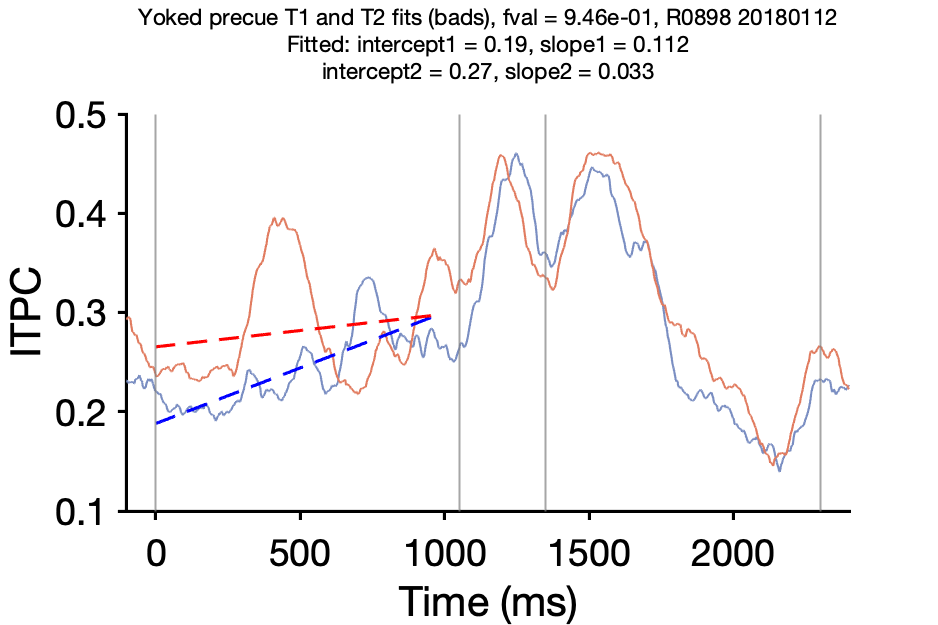 Yoked precue T1 and T2 fits (bads), fval = 9.46e-01, R0898 20180112
Fitted: intercept1 = 0.19, slope1 = 0.112
intercept2 = 0.27, slope2 = 0.033
0.5
0.4
0.3
0.2
0.1
ITPC
0 500 1000 1500 2000
Time (ms)